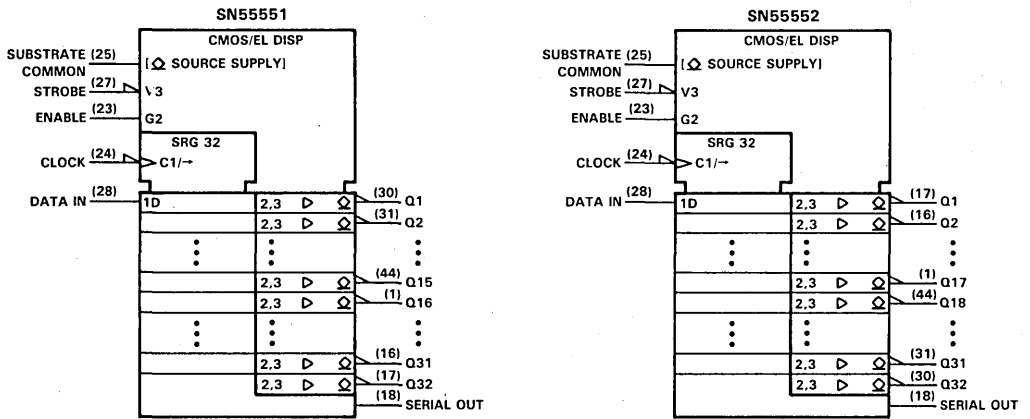 SN55551
CMOS/EL DISP
SUBSTRATE (25)
COMMON
[ SOURCE SUPPLY]
STROBE (27) V3
ENABLE (23) G2
SRG 32
CLOCK (24) C1/→
DATA IN (28) 1D
2,3 (30) Q1
2,3 (31) Q2
2,3 (44) Q15
2,3 (1) Q16
2,3 (16) Q31
2,3 (17) Q32
(18) SERIAL OUT
SN55552
CMOS/EL DISP
SUBSTRATE (25)
COMMON
[ SOURCE SUPPLY]
STROBE (27) V3
ENABLE (23) G2
SRG 32
CLOCK (24) C1/→
DATA IN (28) 1D
2,3 (17) Q1
2,3 (16) Q2
2,3 (1) Q17
2,3 (44) Q18
2,3 (31) Q31
2,3 (30) Q32
(18) SERIAL OUT